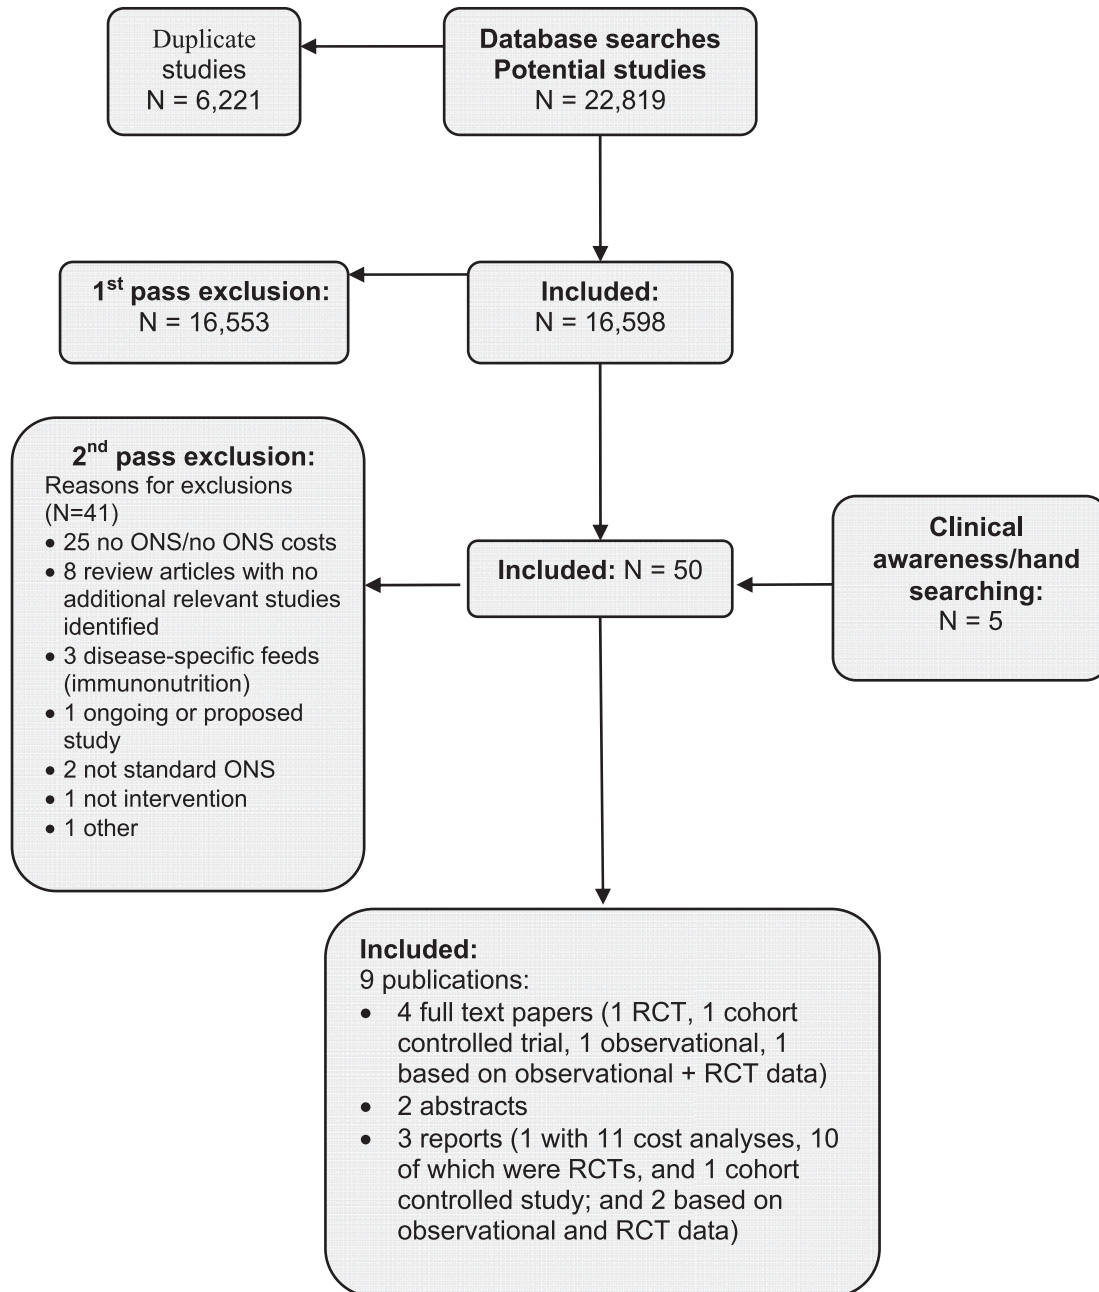 Duplicate
studies
N = 6,221
Database searches
Potential studies
N = 22,819
1st pass exclusion:
N = 16,553
Included:
N = 16,598
2nd pass exclusion:
Reasons for exclusions
(N=41)
• 25 no ONS/no ONS costs
• 8 review articles with no
additional relevant studies
identified
• 3 disease-specific feeds
(immunonutrition)
• 1 ongoing or proposed
study
• 2 not standard ONS
• 1 not intervention
• 1 other
Included: N = 50
Clinical
awareness/hand
searching:
N = 5
Included:
9 publications:
• 4 full text papers (1 RCT, 1 cohort
controlled trial, 1 observational, 1
based on observational + RCT data)
• 2 abstracts
• 3 reports (1 with 11 cost analyses, 10
of which were RCTs, and 1 cohort
controlled study; and 2 based on
observational and RCT data)